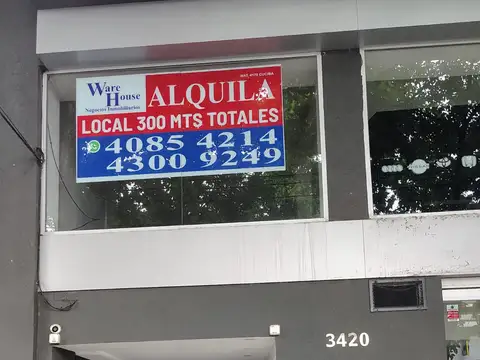 Ware
House
Negocios Inmobiliarios
ALQUILA
LOCAL 300 MTS TOTALES
4085 4214
4300 9249
3420